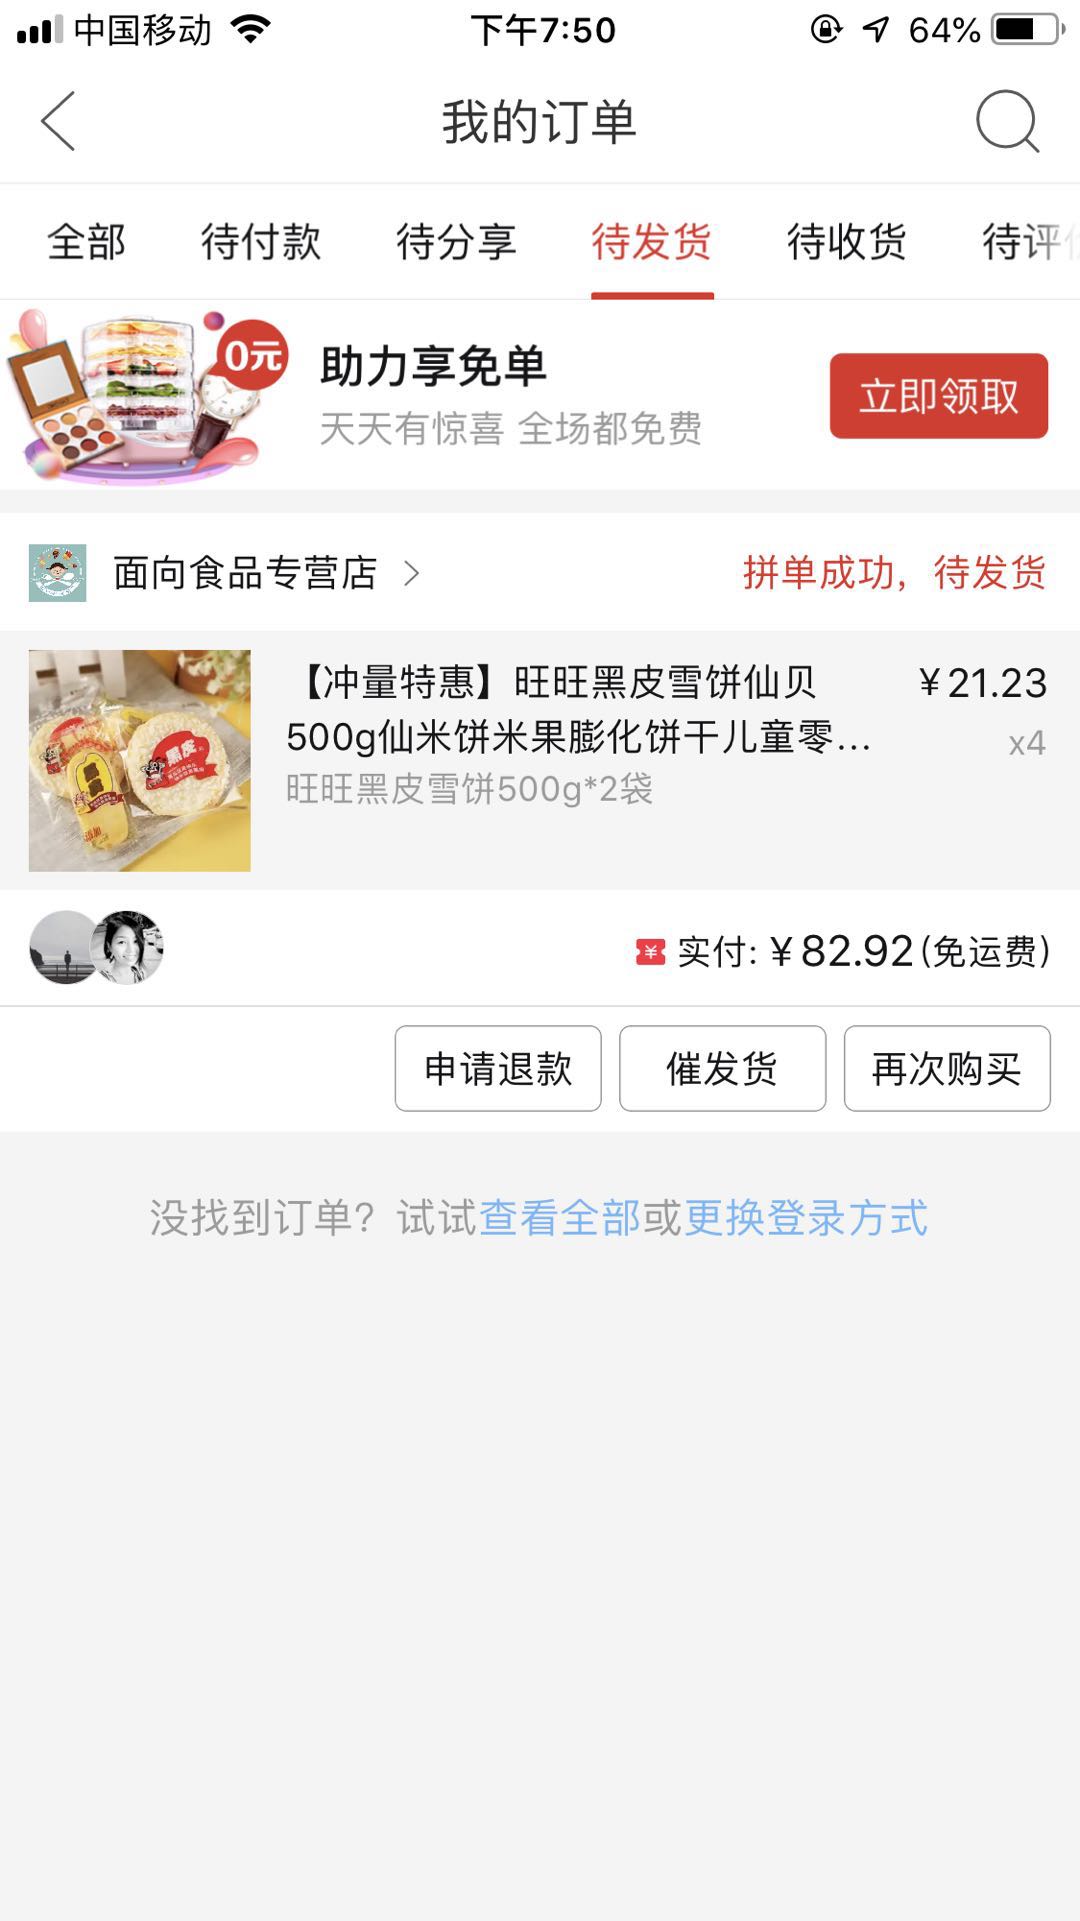 中国移动
下午7:50
64%
我的订单
全部
待付款
待分享
待发货
待收货
待评
0元
助力享免单
天天有惊喜 全场都免费
立即领取
面向食品专营店
拼单成功，待发货
【冲量特惠】旺旺黑皮雪饼仙贝
¥21.23
500g仙米饼米果膨化饼干儿童零...
x4
旺旺黑皮雪饼500g*2袋
黑皮
实付: ¥82.92(免运费)
申请退款
催发货
再次购买
没找到订单？试试查看全部或更换登录方式